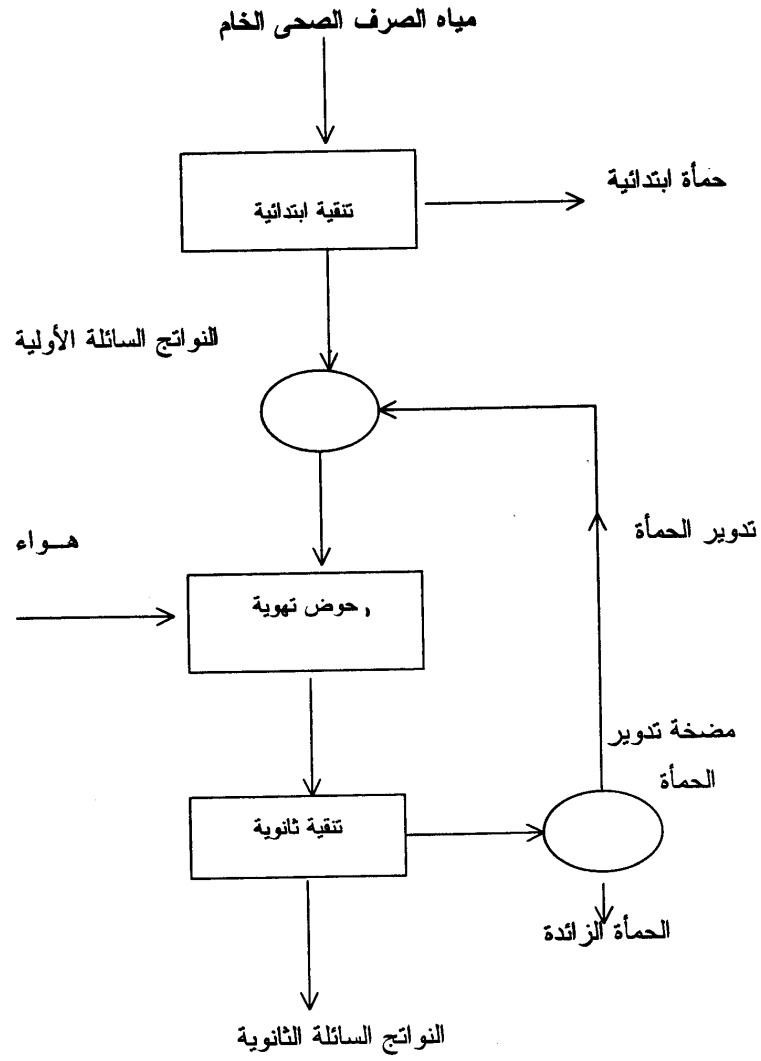 مياه الصرف الصحى الخام
حمأة ابتدائية
تنقية ابتدائية
النواتج السائلة الأولية
تدوير الحمأة
هـــواء
حوض تهوية
مضخة تدوير
الحمأة
تنقية ثانوية
الحمأة الزائدة
النواتج السائلة الثانوية